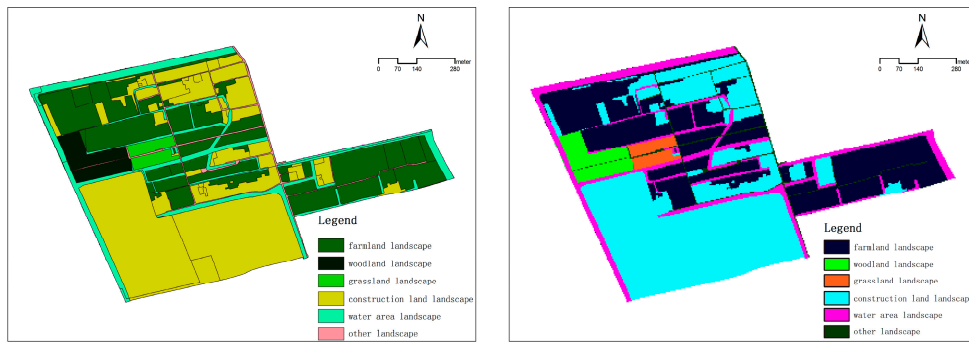 N
0 70 140 280 meter
Legend
farmland landscape
woodland landscape
grassland landscape
construction land landscape
water area landscape
other landscape
N
0 70 140 280 meter
Legend
farmland landscape
woodland landscape
grassland landscape
construction land landscap
water area landscape
other landscape